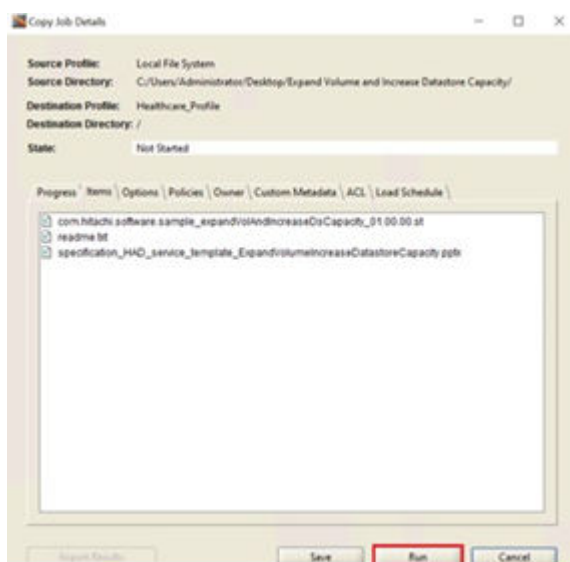 Copy Job Details
Source Profile: Local File System
Source Directory: C:/Users/Administrator/Desktop/Expand Volume and Increase Datastore Capacity/
Destination Profile: Healthcare_Profile
Destination Directory: /
State: Not Started
Progress Items Options Policies Owner Custom Metadata ACL Load Schedule
com.hitachi.software.sample_expandVolAndIncreaseDsCapacity_01.00.00.st
readme.txt
specification_HAD_service_template_ExpandVolumeIncreaseDatastoreCapacity.pptx
Export Results Save Run Cancel